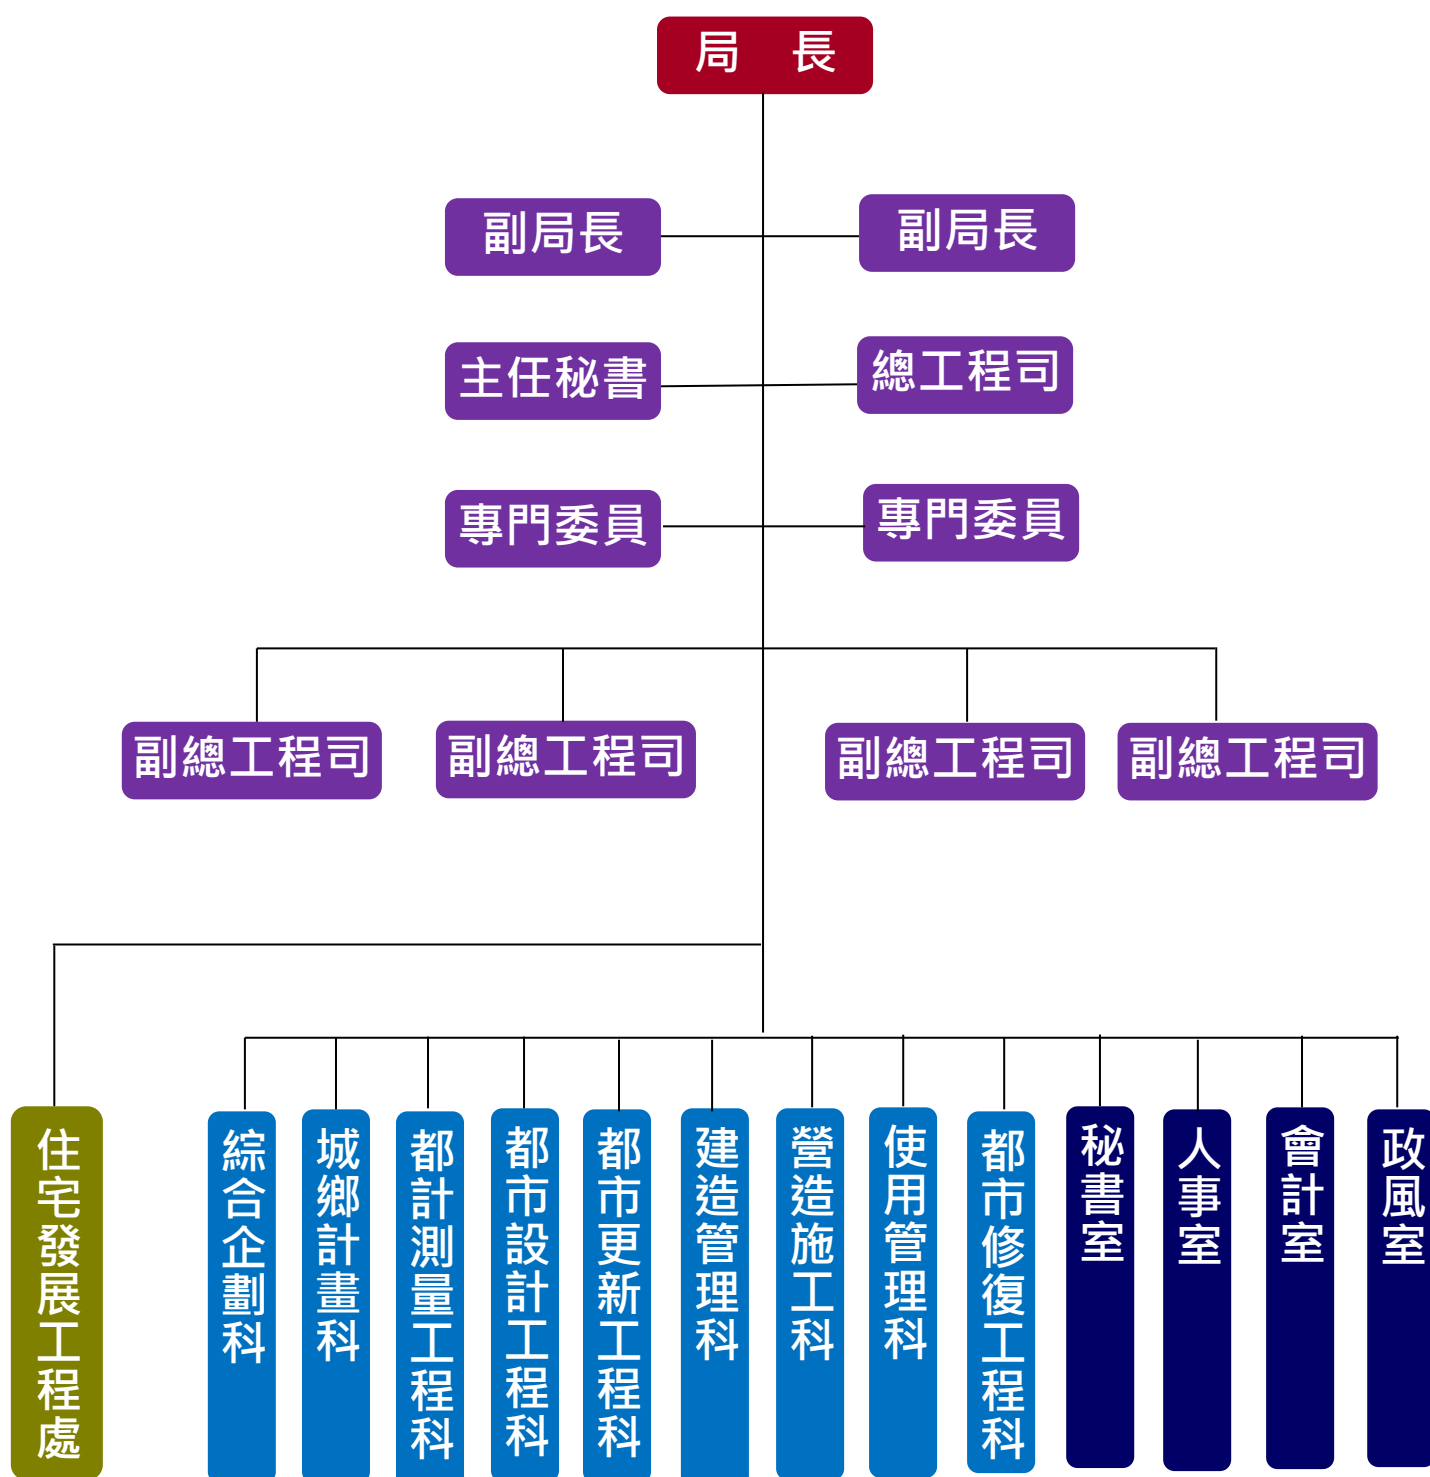 局　長
副局長
副局長
主任秘書
總工程司
專門委員
專門委員
副總工程司
副總工程司
副總工程司
副總工程司
住宅發展工程處
綜合企劃科
城鄉計畫科
都計測量工程科
都市設計工程科
都市更新工程科
建造管理科
營造施工科
使用管理科
都市修復工程科
秘書室
人事室
會計室
政風室